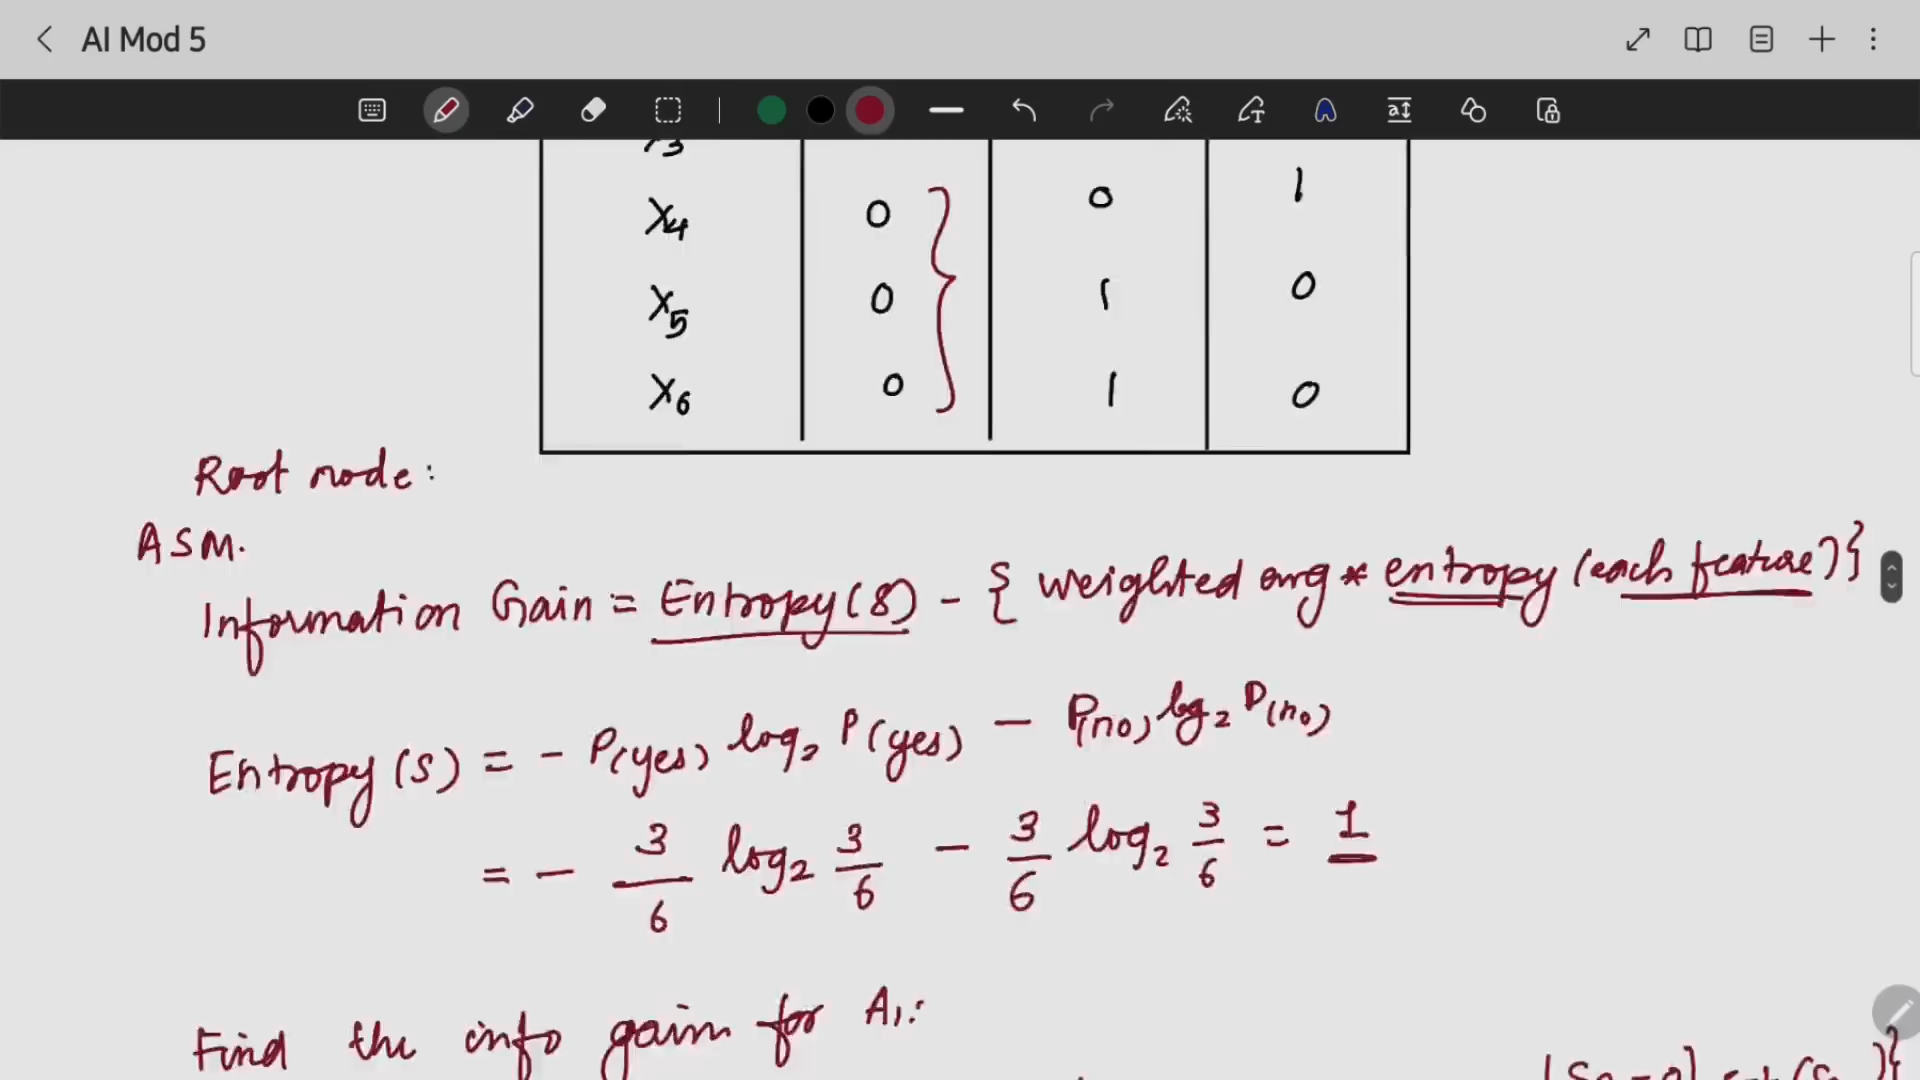 AI Mod 5
X4 0 0 1
X5 0 1 0
X6 0 1 0
Root node:
ASM.
Information Gain = Entropy(S) - { weighted avg * entropy (each feature)}
Entropy(S) = - P(yes) log₂ P(yes) - P(no) log₂ P(no)
= - 3/6 log₂ 3/6 - 3/6 log₂ 3/6 = 1
Find the info gain for A₁: